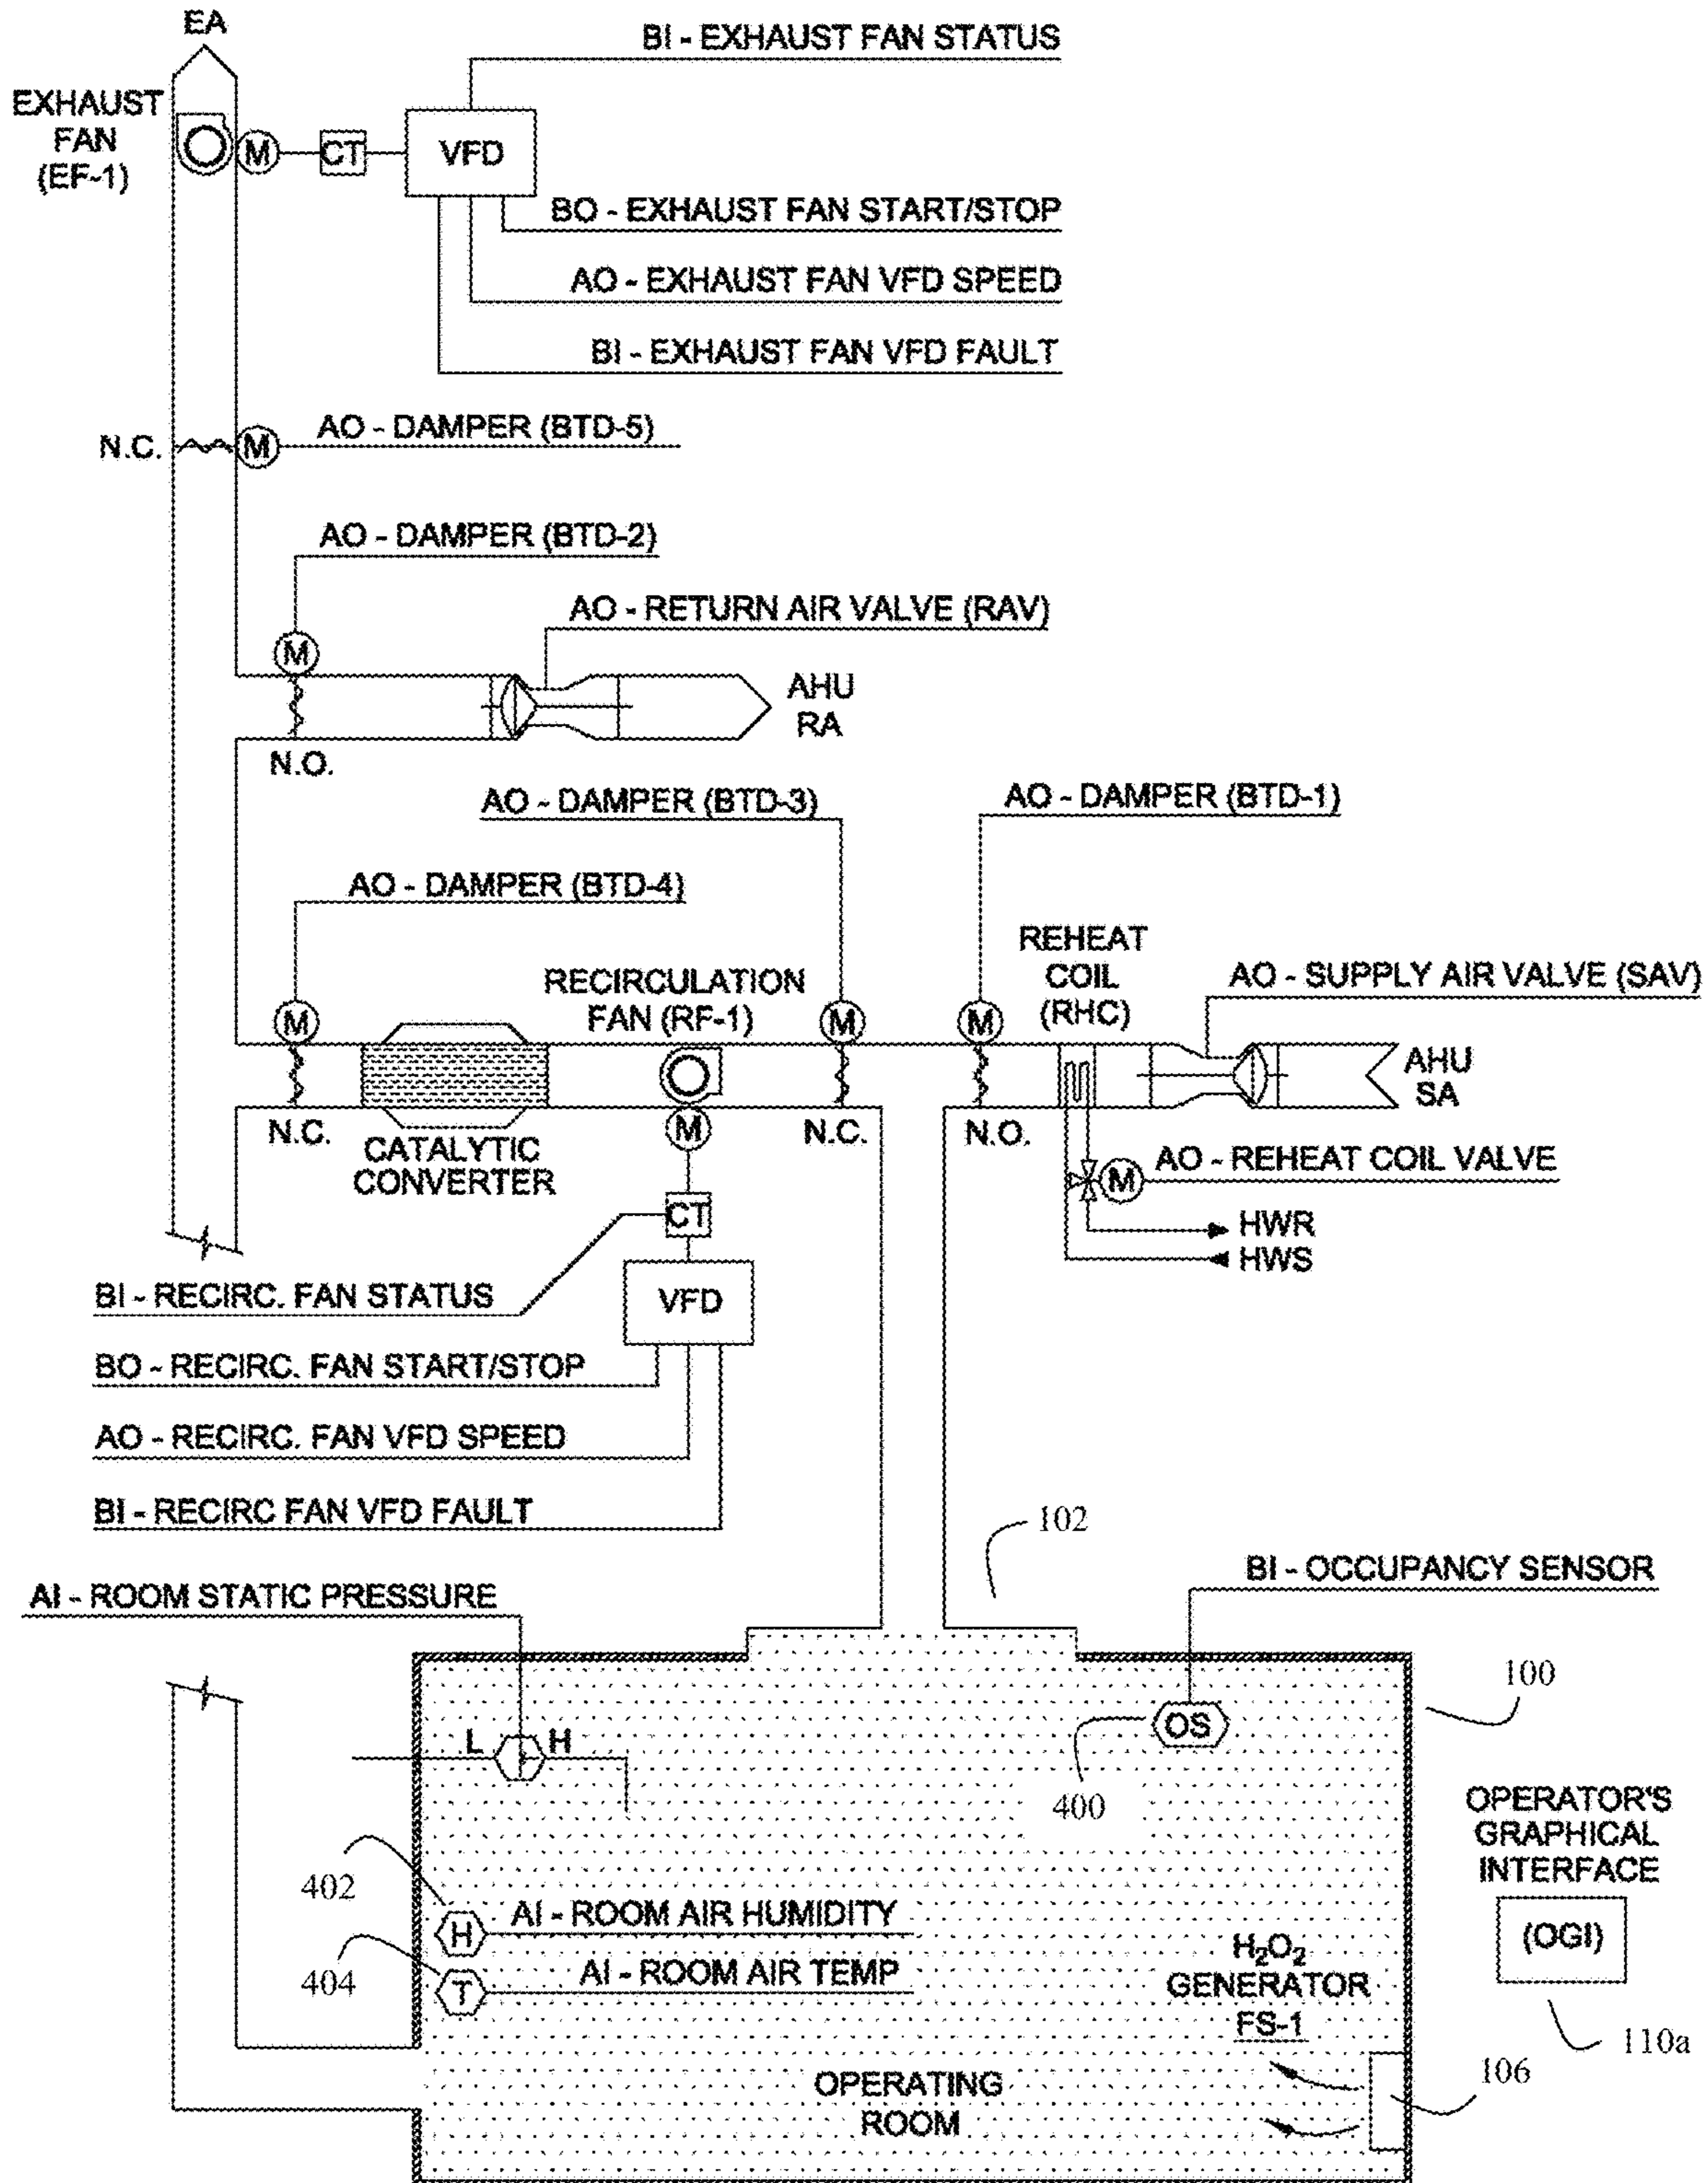 EA
BI - EXHAUST FAN STATUS
EXHAUST
FAN
(EF-1)
M
CT
VFD
BO - EXHAUST FAN START/STOP
AO - EXHAUST FAN VFD SPEED
BI - EXHAUST FAN VFD FAULT
N.C.
M
AO - DAMPER (BTD-5)
AO - DAMPER (BTD-2)
AO - RETURN AIR VALVE (RAV)
M
AHU
RA
N.O.
AO - DAMPER (BTD-3)
AO - DAMPER (BTD-1)
AO - DAMPER (BTD-4)
REHEAT
COIL
(RHC)
AO - SUPPLY AIR VALVE (SAV)
RECIRCULATION
FAN (RF-1)
M
M
M
AHU
SA
N.C.
M
N.C.
N.O.
CATALYTIC
CONVERTER
AO - REHEAT COIL VALVE
M
CT
HWR
HWS
BI - RECIRC. FAN STATUS
VFD
BO - RECIRC. FAN START/STOP
AO - RECIRC. FAN VFD SPEED
BI - RECIRC FAN VFD FAULT
102
BI - OCCUPANCY SENSOR
AI - ROOM STATIC PRESSURE
100
OS
L
H
400
OPERATOR'S
GRAPHICAL
INTERFACE
(OGI)
402
H
AI - ROOM AIR HUMIDITY
404
T
AI - ROOM AIR TEMP
H2O2
GENERATOR
FS-1
110a
106
OPERATING
ROOM